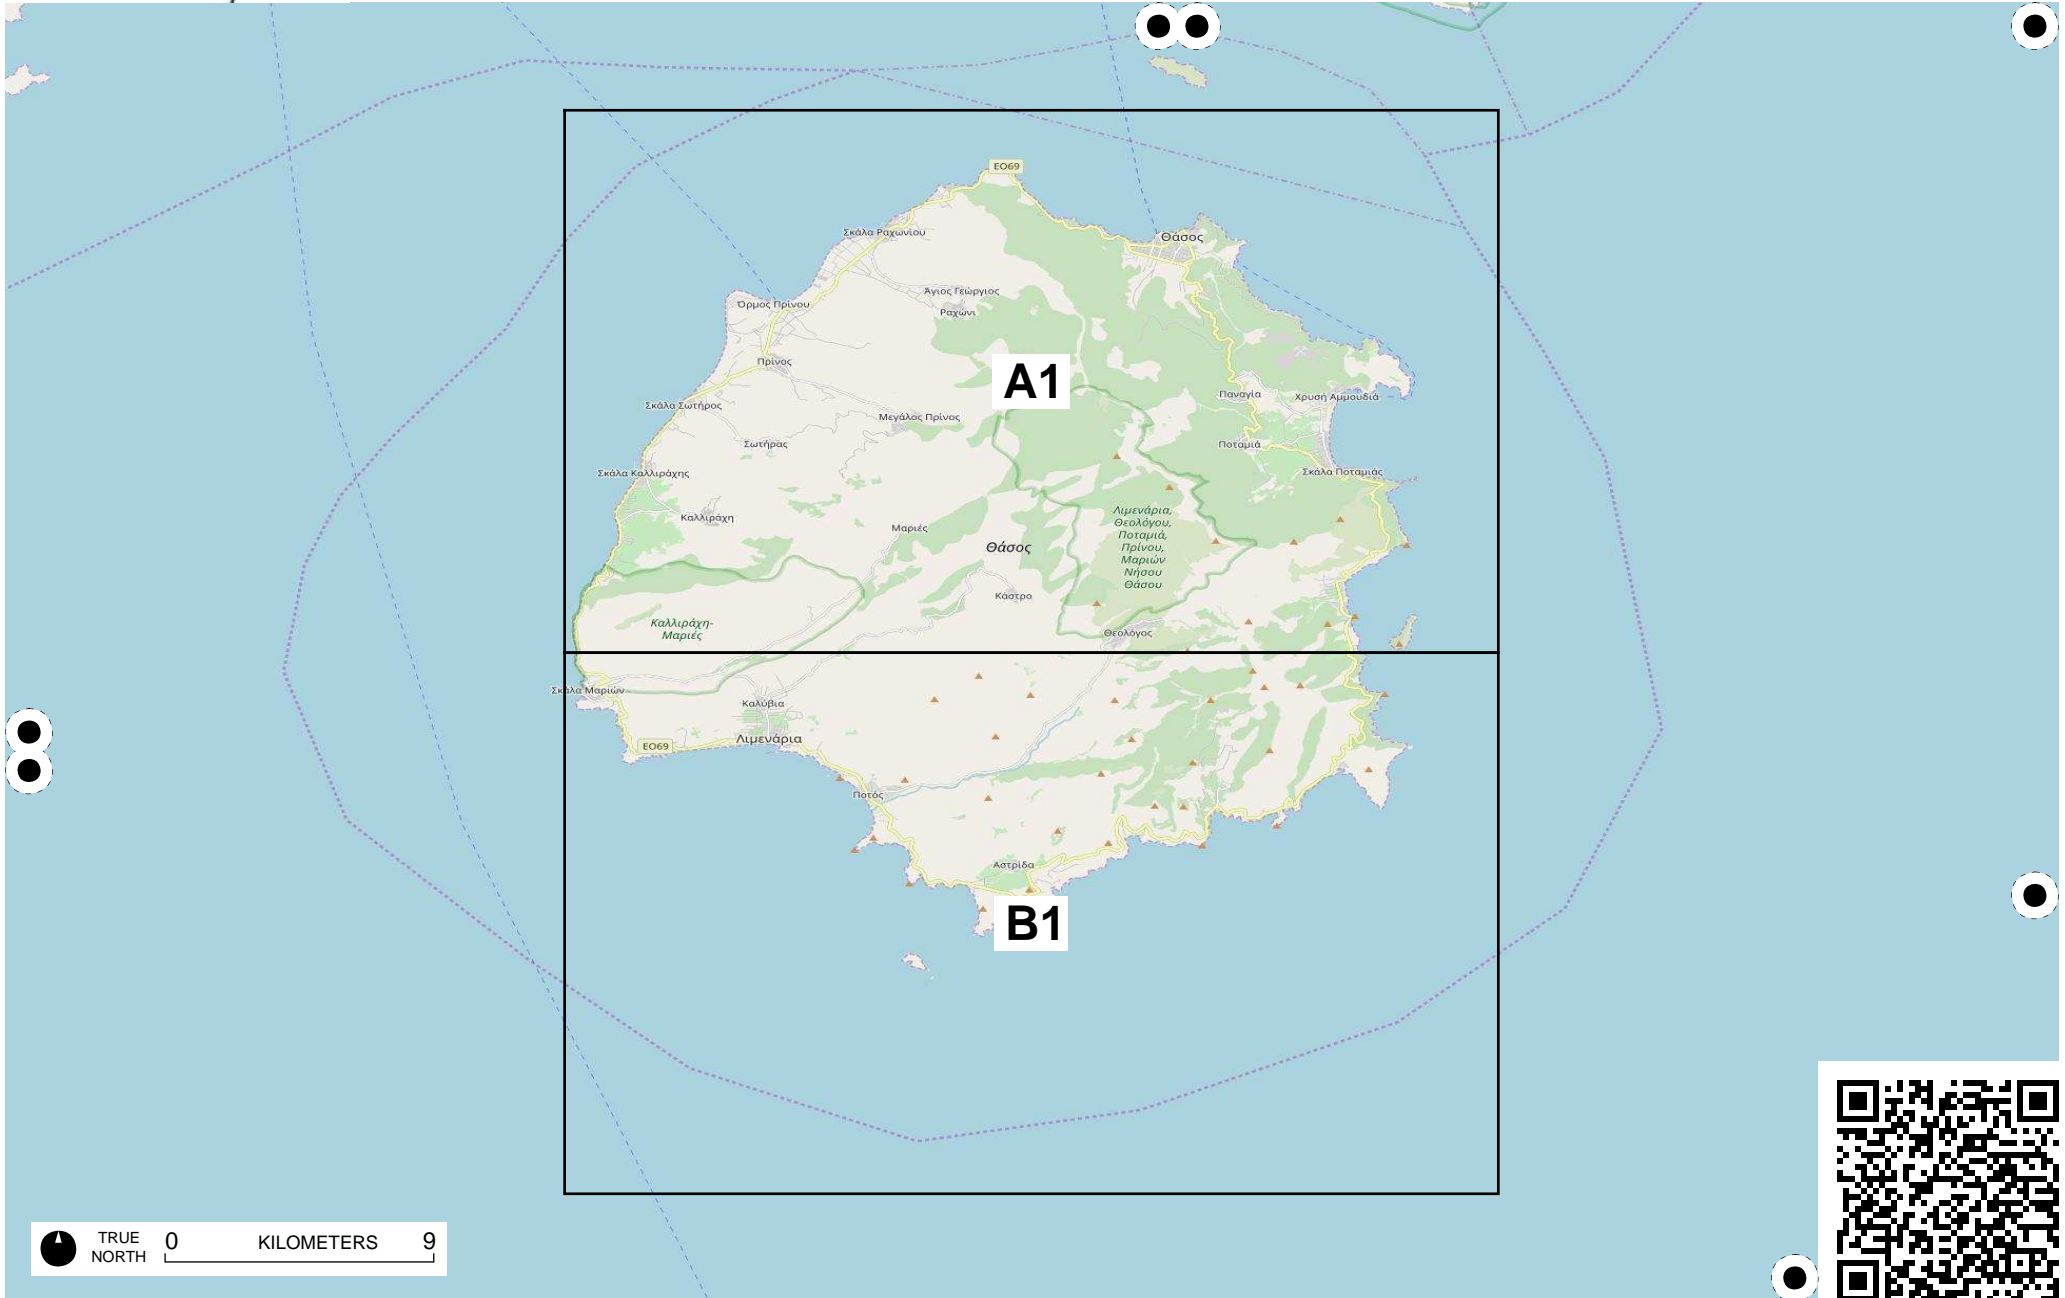 EO69
Θάσος
Σκάλα Ραχωνίου
Άγιος Γεώργιος
Όρμος Πρίνου
Ραχώνι
Πρίνος
A1
Παναγία
Χρυσή Αμμουδιά
Σκάλα Σωτήρος
Μεγάλος Πρίνος
Σωτήρας
Ποταμιά
Σκάλα Καλλιράχης
Σκάλα Ποταμιάς
Καλλιράχη
Μαριές
Λιμενάρια,
Θεολόγου,
Ποταμιά,
Πρίνου,
Μαριών
Νήσου
Θάσου
Θάσος
Κάστρο
Καλλιράχη-
Μαριές
Θεολόγος
Σκάλα Μαριών
Καλύβια
Λιμενάρια
EO69
Ποτός
Αστρίδα
B1
TRUE
NORTH
0 KILOMETERS 9